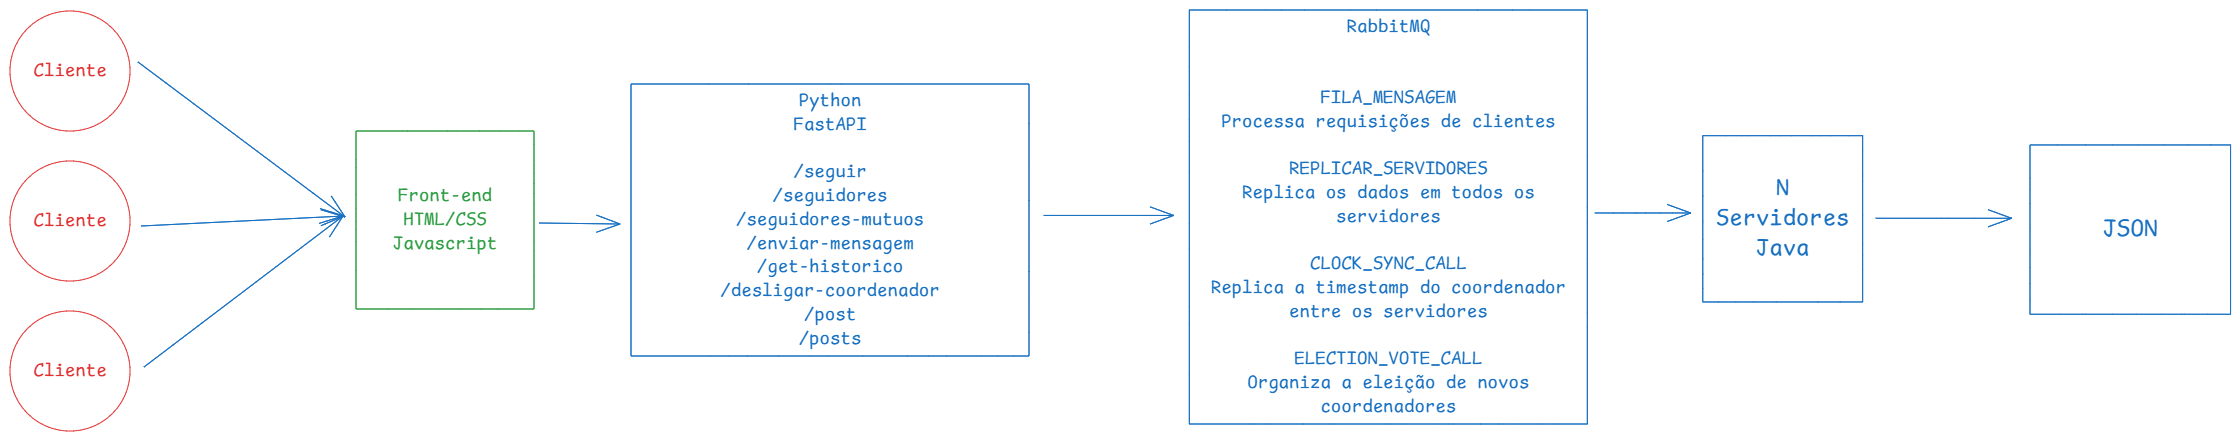 Cliente
Cliente
Cliente
Front-end
HTML/CSS
Javascript
Python
FastAPI
/seguir
/seguidores
/seguidores-mutuos
/enviar-mensagem
/get-historico
/desligar-coordenador
/post
/posts
RabbitMQ
FILA_MENSAGEM
Processa requisições de clientes
REPLICAR_SERVIDORES
Replica os dados em todos os
servidores
CLOCK_SYNC_CALL
Replica a timestamp do coordenador
entre os servidores
ELECTION_VOTE_CALL
Organiza a eleição de novos
coordenadores
N
Servidores
Java
JSON